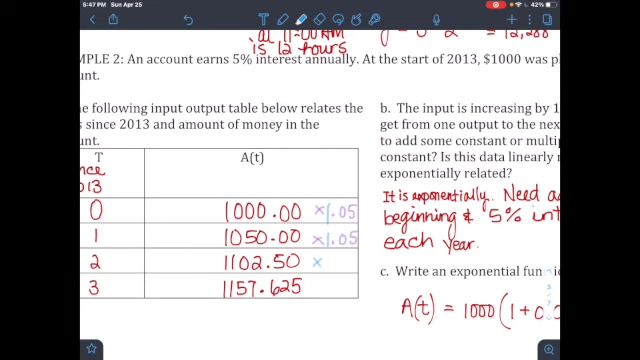 5:47 PM Sun Apr 25
71%
at 11:00 AM
is 12 hours
= 12,288
MPLE 2: An account earns 5% interest annually. At the start of 2013, $1000 was p
unt.
he following input output table below relates the
s since 2013 and amount of money in the
unt.
T A(t)
nce
013
0 1000.00 ×1.05
1 1050.00 ×1.05
2 1102.50 ×
3 1157.625
b. The input is increasing by 1
get from one output to the nex
to add some constant or multip
constant? Is this data linearly
exponentially related?
It is exponentially. Need a
beginning & 5% int
each year.
c. Write an exponential fun
A(t) = 1000 (1 + 0.0